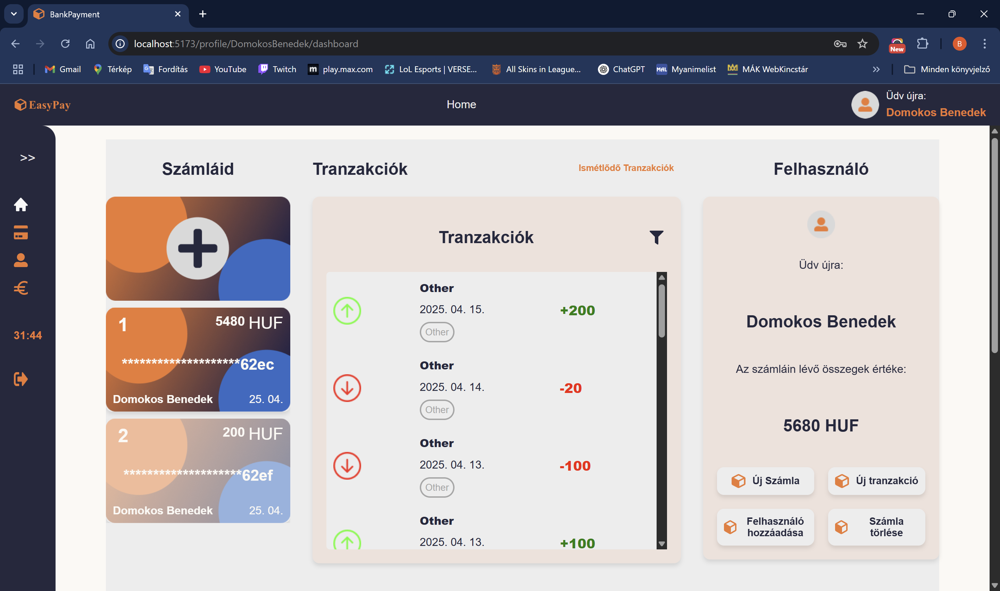 BankPayment
localhost:5173/profile/DomokosBenedek/dashboard
New
B
Gmail
Térkép
Fordítás
YouTube
Twitch
m play.max.com
LoL Esports | VERSE...
All Skins in League...
ChatGPT
MAL Myanimelist
MÁK WebKincstár
Minden könyvjelző
EasyPay
Home
Üdv újra:
Domokos Benedek
>>
31:44
Számláid
1
5480 HUF
********************62ec
Domokos Benedek
25. 04.
2
200 HUF
********************62ef
Domokos Benedek
25. 04.
Tranzakciók
Ismétlődő Tranzakciók
Tranzakciók
Other
2025. 04. 15.
+200
Other
Other
2025. 04. 14.
-20
Other
Other
2025. 04. 13.
-100
Other
Other
2025. 04. 13.
+100
Felhasználó
Üdv újra:
Domokos Benedek
Az számláin lévő összegek értéke:
5680 HUF
Új Számla
Új tranzakció
Felhasználó
hozzáadása
Számla
törlése